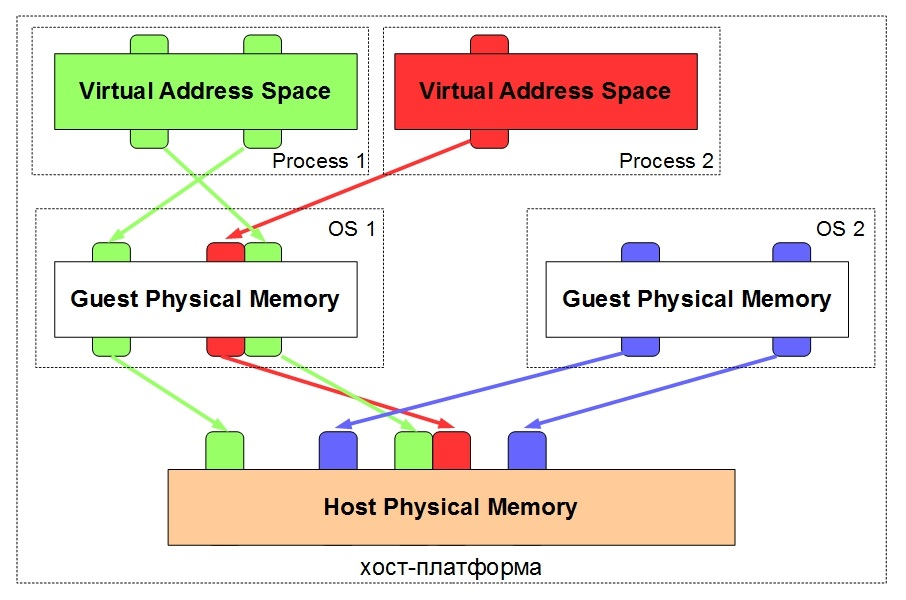 Virtual Address Space
Process 1
Virtual Address Space
Process 2
OS 1
Guest Physical Memory
OS 2
Guest Physical Memory
Host Physical Memory
хост-платформа